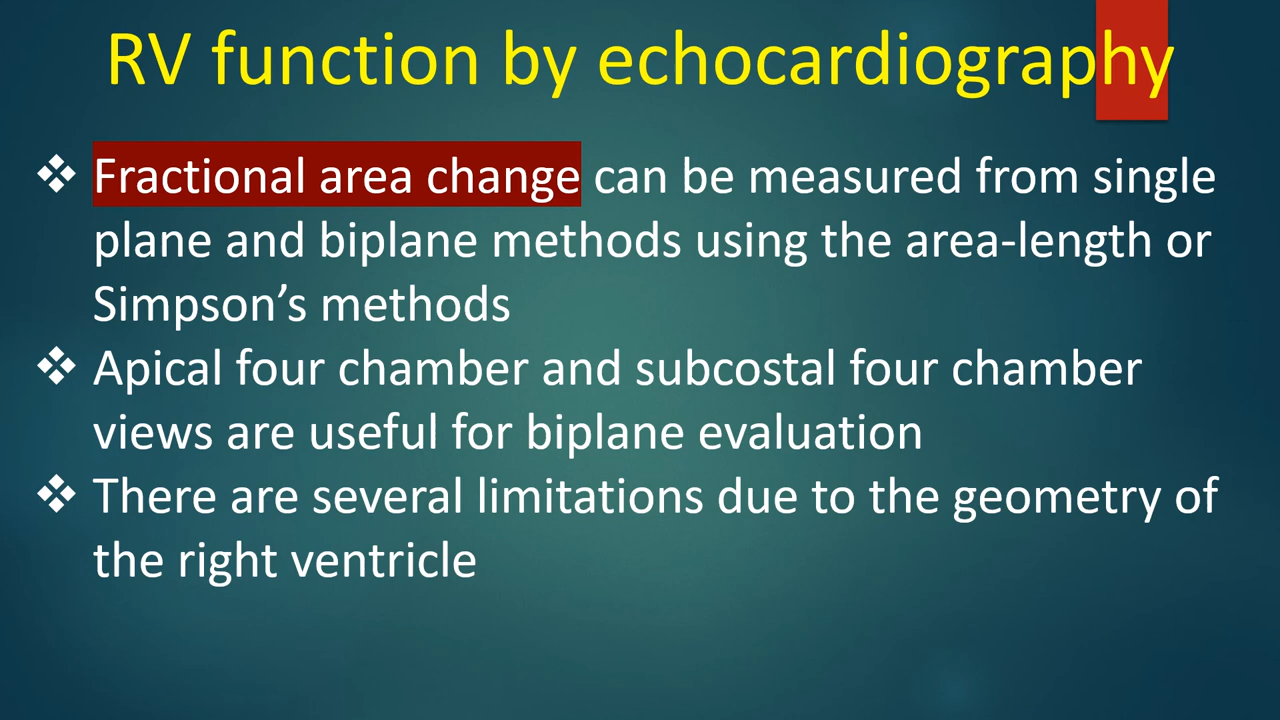 RV function by echocardiography
❖ Fractional area change can be measured from single
plane and biplane methods using the area-length or
Simpson’s methods
❖ Apical four chamber and subcostal four chamber
views are useful for biplane evaluation
❖ There are several limitations due to the geometry of
the right ventricle